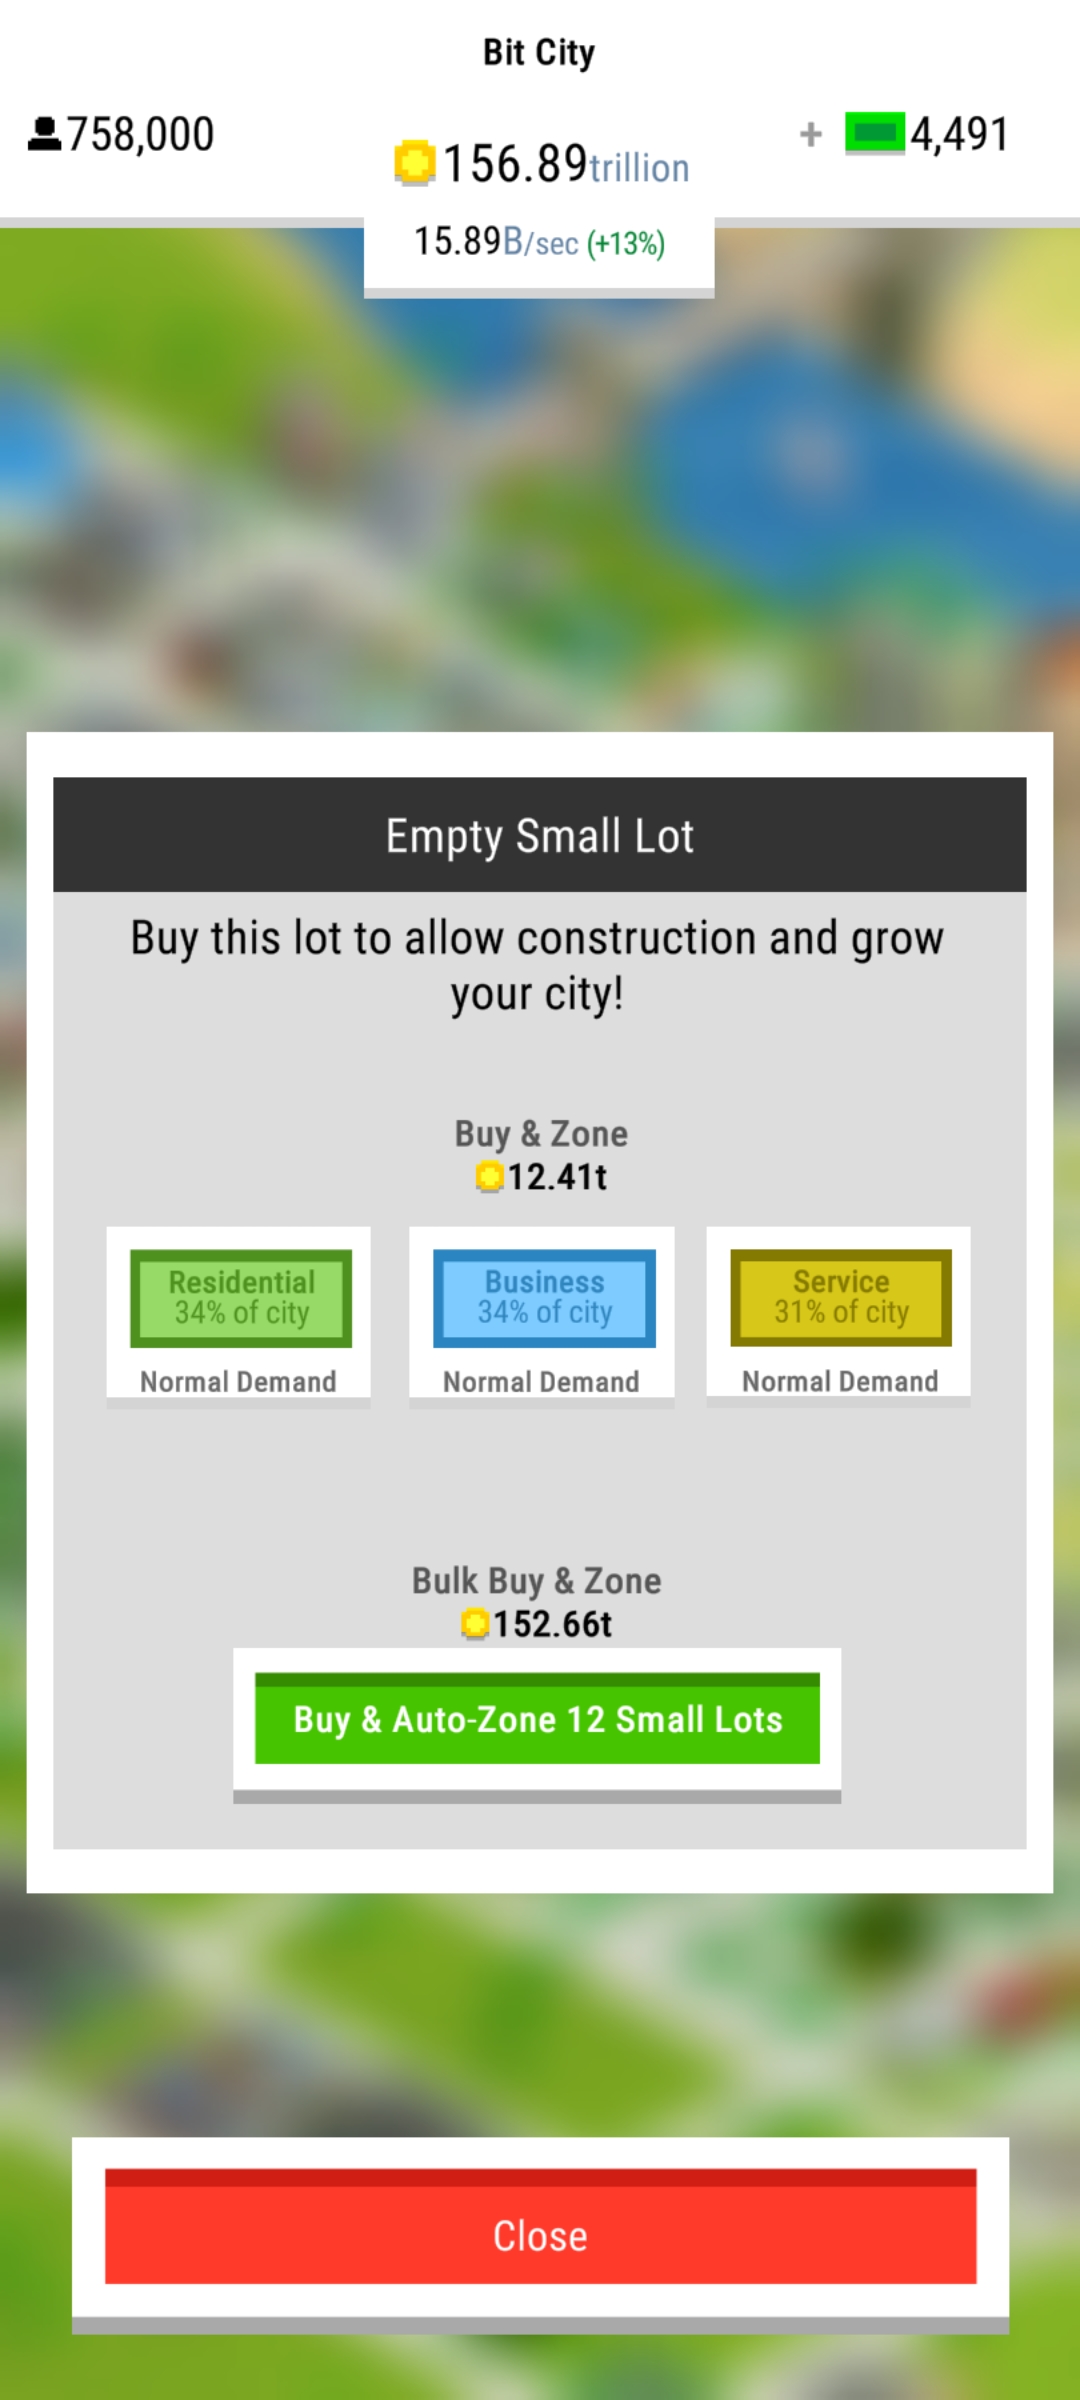 Bit City
758,000
156.89trillion
+ 4,491
15.89B/sec (+13%)
Empty Small Lot
Buy this lot to allow construction and grow
your city!
Buy & Zone
12.41t
Residential
34% of city
Normal Demand
Business
34% of city
Normal Demand
Service
31% of city
Normal Demand
Bulk Buy & Zone
152.66t
Buy & Auto-Zone 12 Small Lots
Close